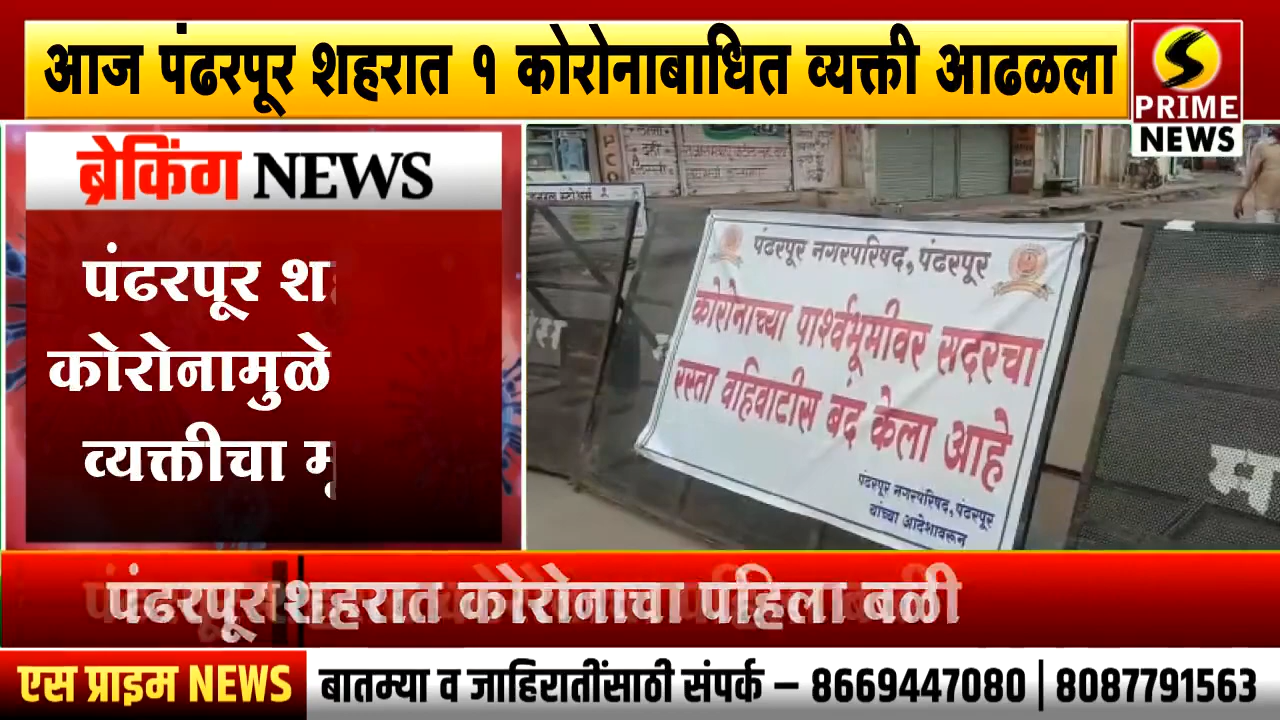 आज पंढरपूर शहरात १ कोरोनाबाधित व्यक्ती आढळला
S
PRIME
NEWS
ब्रेकिंग NEWS
पंढरपूर
कोरोनामुळे
व्यक्तीचा
पंढरपूर नगरपरिषद, पंढरपूर
कोरोनाच्या पार्श्वभूमीवर सदरचा
रस्ता वहिवाटीस बंद केला आहे
पंढरपूर नगरपरिषद, पंढरपूर
यांच्या आदेशावरून
पंढरपूर शहरात कोरोनाचा पहिला बळी
एस प्राइम NEWS
बातम्या व जाहिरातींसाठी संपर्क – 8669447080 | 8087791563